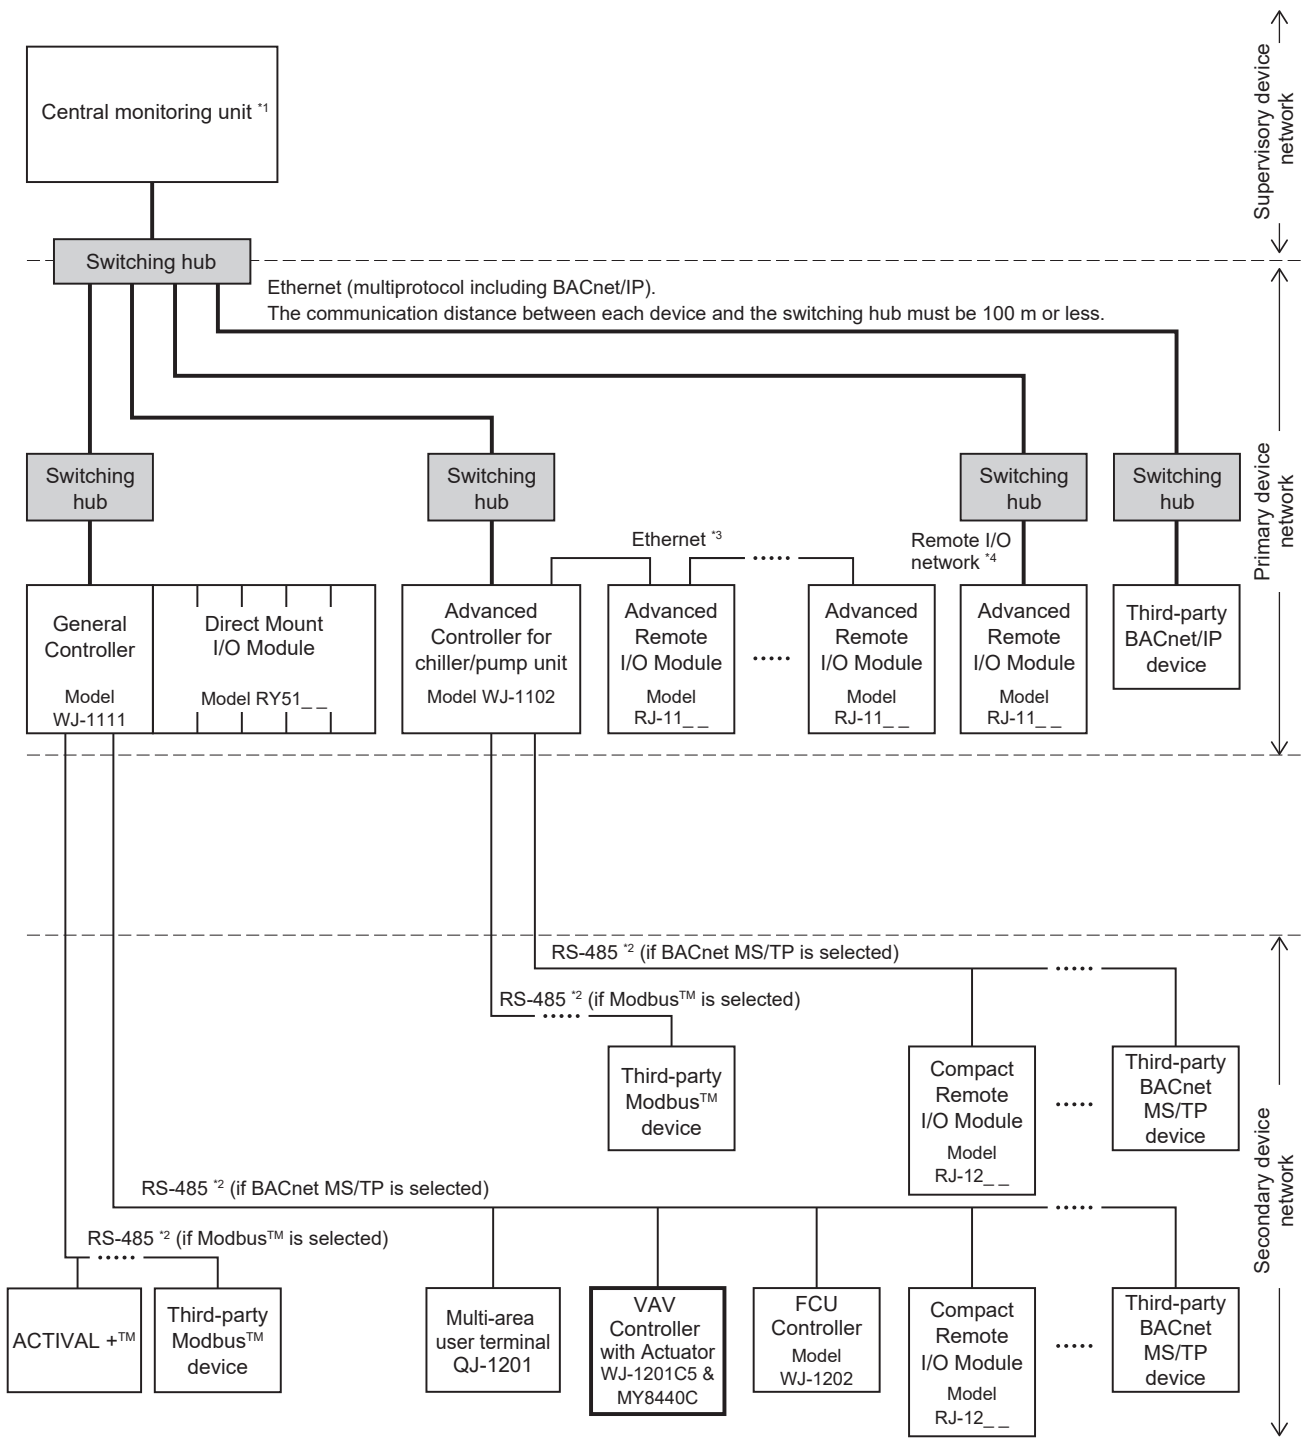 Supervisory device
network
Central monitoring unit *1
Switching hub
Ethernet (multiprotocol including BACnet/IP).
The communication distance between each device and the switching hub must be 100 m or less.
Primary device
network
Switching
hub
Switching
hub
Switching
hub
Switching
hub
Ethernet *3
.....
Remote I/O
network *4
General
Controller
Model
WJ-1111
Direct Mount
I/O Module
Model RY51_ _
Advanced
Controller for
chiller/pump unit
Model WJ-1102
Advanced
Remote
I/O Module
Model
RJ-11_ _
.....
Advanced
Remote
I/O Module
Model
RJ-11_ _
Advanced
Remote
I/O Module
Model
RJ-11_ _
Third-party
BACnet/IP
device
RS-485 *2 (if BACnet MS/TP is selected)
.....
RS-485 *2 (if Modbus™ is selected)
.....
Third-party
Modbus™
device
Compact
Remote
I/O Module
Model
RJ-12_ _
.....
Third-party
BACnet
MS/TP
device
Secondary device
network
RS-485 *2 (if BACnet MS/TP is selected)
.....
RS-485 *2 (if Modbus™ is selected)
.....
ACTIVAL +™
Third-party
Modbus™
device
Multi-area
user terminal
QJ-1201
VAV
Controller
with Actuator
WJ-1201C5 &
MY8440C
FCU
Controller
Model
WJ-1202
Compact
Remote
I/O Module
Model
RJ-12_ _
.....
Third-party
BACnet
MS/TP
device